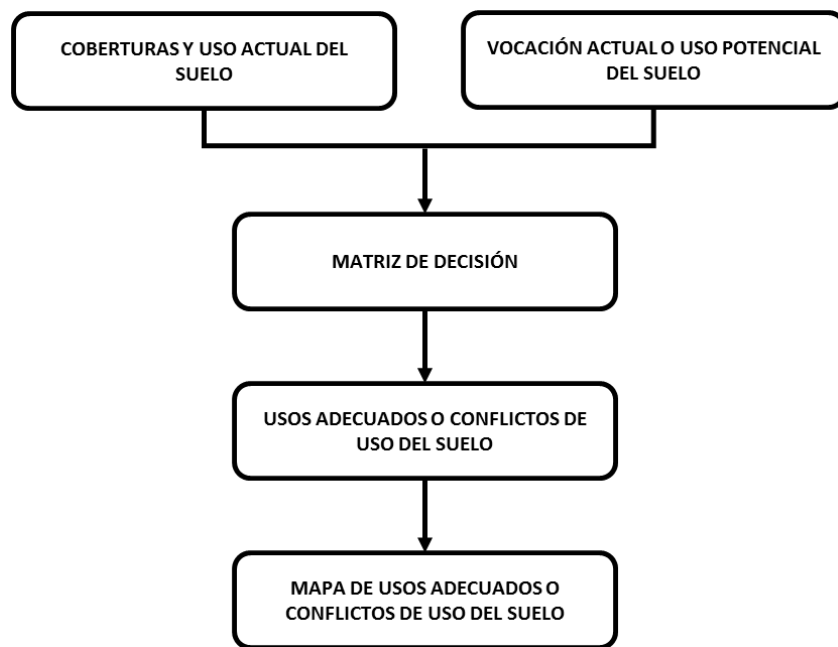 COBERTURAS Y USO ACTUAL DEL
SUELO
VOCACIÓN ACTUAL O USO POTENCIAL
DEL SUELO
MATRIZ DE DECISIÓN
USOS ADECUADOS O CONFLICTOS DE
USO DEL SUELO
MAPA DE USOS ADECUADOS O
CONFLICTOS DE USO DEL SUELO